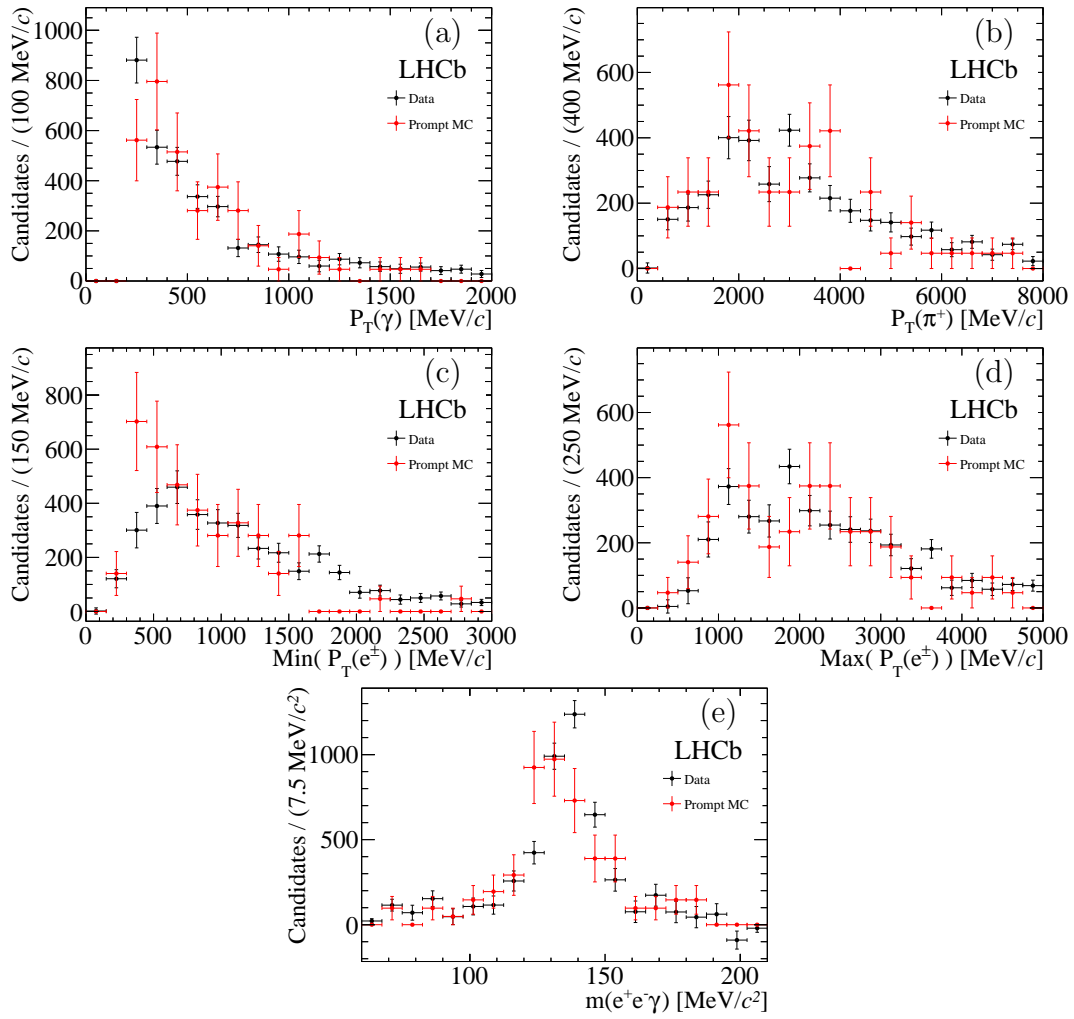 1000
800
600
400
200
0
500
1000
1500
2000
Candidates / (100 MeV/c)
P_T(γ) [MeV/c]
(a)
LHCb
Data
Prompt MC
600
400
200
0
0
2000
4000
6000
8000
Candidates / (400 MeV/c)
P_T(π⁺) [MeV/c]
(b)
LHCb
Data
Prompt MC
800
600
400
200
0
0
500
1000
1500
2000
2500
3000
Candidates / (150 MeV/c)
Min( P_T(e±) ) [MeV/c]
(c)
LHCb
Data
Prompt MC
600
400
200
0
0
1000
2000
3000
4000
5000
Candidates / (250 MeV/c)
Max( P_T(e±) ) [MeV/c]
(d)
LHCb
Data
Prompt MC
1000
500
0
100
150
200
Candidates / (7.5 MeV/c²)
m(e⁺e⁻γ) [MeV/c²]
(e)
LHCb
Data
Prompt MC